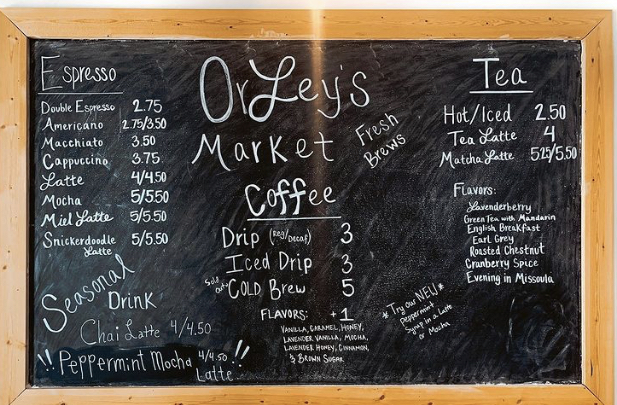 OrLey's
Market
Fresh
Brews
Espresso
Double Espresso 2.75
Americano 2.75/3.50
Macchiato 3.50
Cappuccino 3.75
Latte 4/4.50
Mocha 5/5.50
Miel Latte 5/5.50
Snickerdoodle 5/5.50
Latte
Seasonal
Drink
Chai Latte 4/4.50
!! Peppermint Mocha 4/4.50 !!
Latte
Coffee
Drip (Reg/Decaf) 3
Iced Drip 3
Sold out COLD Brew 5
FLAVORS: +1
VANILLA, CARAMEL, HONEY,
LAVENDER VANILLA, MOCHA,
LAVENDER HONEY, CINNAMON,
& BROWN SUGAR
* Try our NEW *
Peppermint
Syrup in a Latte
or Mocha
Tea
Hot/Iced 2.50
Tea Latte 4
Matcha Latte 5.25/5.50
Flavors:
Lavenderberry
Green Tea with Mandarin
English Breakfast
Earl Grey
Roasted Chestnut
Cranberry Spice
Evening in Missoula